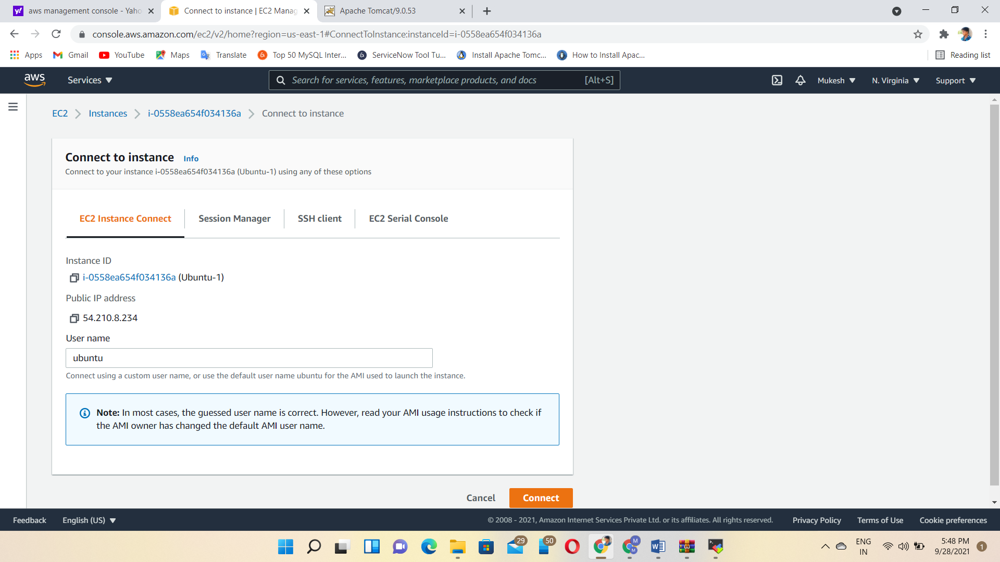 aws management console - Yaho
Connect to instance | EC2 Manag
Apache Tomcat/9.0.53
console.aws.amazon.com/ec2/v2/home?region=us-east-1#ConnectToInstance:instanceId=i-0558ea654f034136a
Apps
Gmail
YouTube
Maps
Translate
Top 50 MySQL Inter...
ServiceNow Tool Tu...
Install Apache Tomc...
How to Install Apac...
Reading list
aws
Services
Search for services, features, marketplace products, and docs
[Alt+S]
Mukesh
N. Virginia
Support
EC2
Instances
i-0558ea654f034136a
Connect to instance
Connect to instance Info
Connect to your instance i-0558ea654f034136a (Ubuntu-1) using any of these options
EC2 Instance Connect
Session Manager
SSH client
EC2 Serial Console
Instance ID
i-0558ea654f034136a (Ubuntu-1)
Public IP address
54.210.8.234
User name
ubuntu
Connect using a custom user name, or use the default user name ubuntu for the AMI used to launch the instance.
Note: In most cases, the guessed user name is correct. However, read your AMI usage instructions to check if
the AMI owner has changed the default AMI user name.
Cancel
Connect
Feedback
English (US)
© 2008 - 2021, Amazon Internet Services Private Ltd. or its affiliates. All rights reserved.
Privacy Policy
Terms of Use
Cookie preferences
29
50
M
M
ENG
IN
5:48 PM
9/28/2021
1